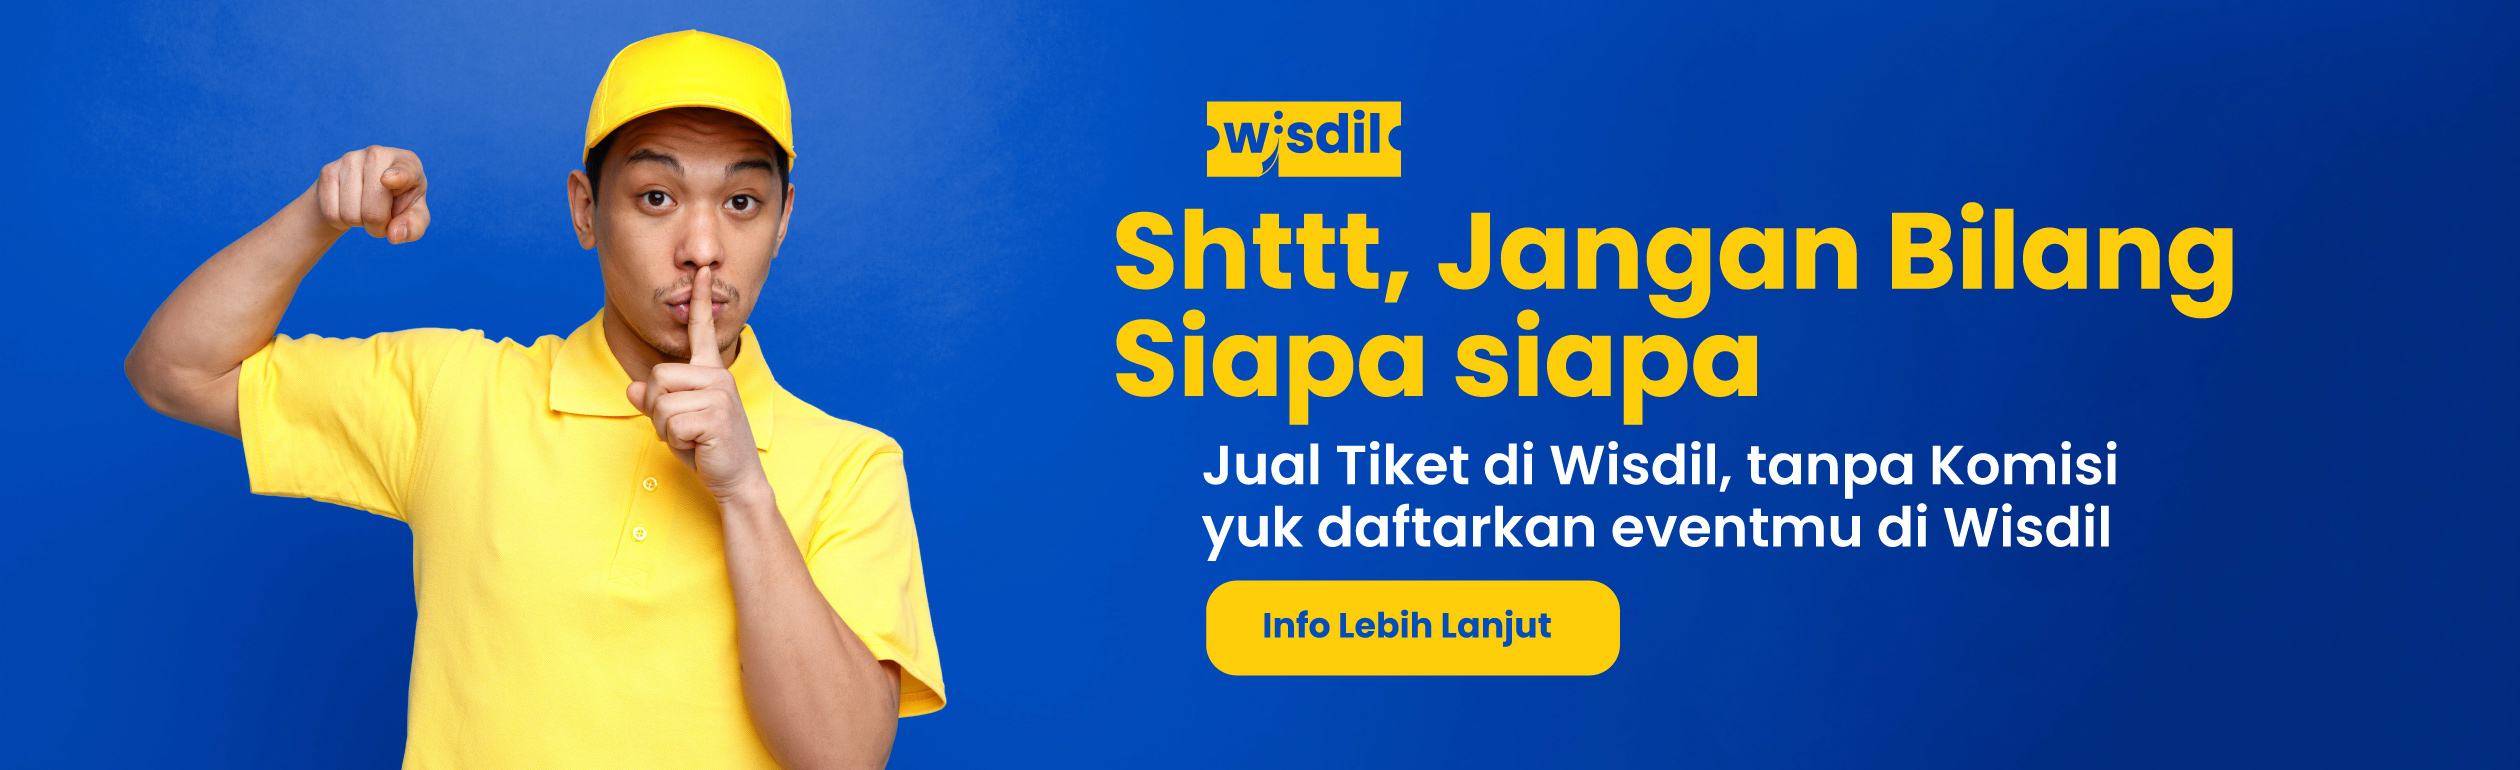 wisdil
Shttt, Jangan Bilang
Siapa siapa
Jual Tiket di Wisdil, tanpa Komisi
yuk daftarkan eventmu di Wisdil
Info Lebih Lanjut